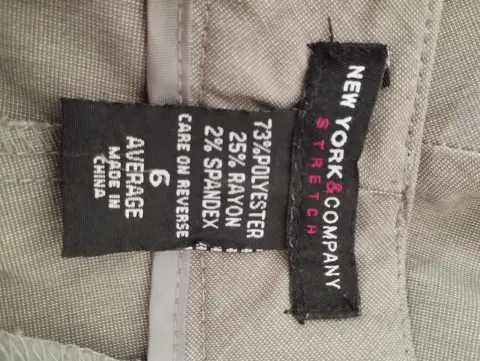 NEW YORK&COMPANY
STRETCH
73%POLYESTER
25% RAYON
2% SPANDEX
CARE ON REVERSE
6
AVERAGE
MADE IN
CHINA